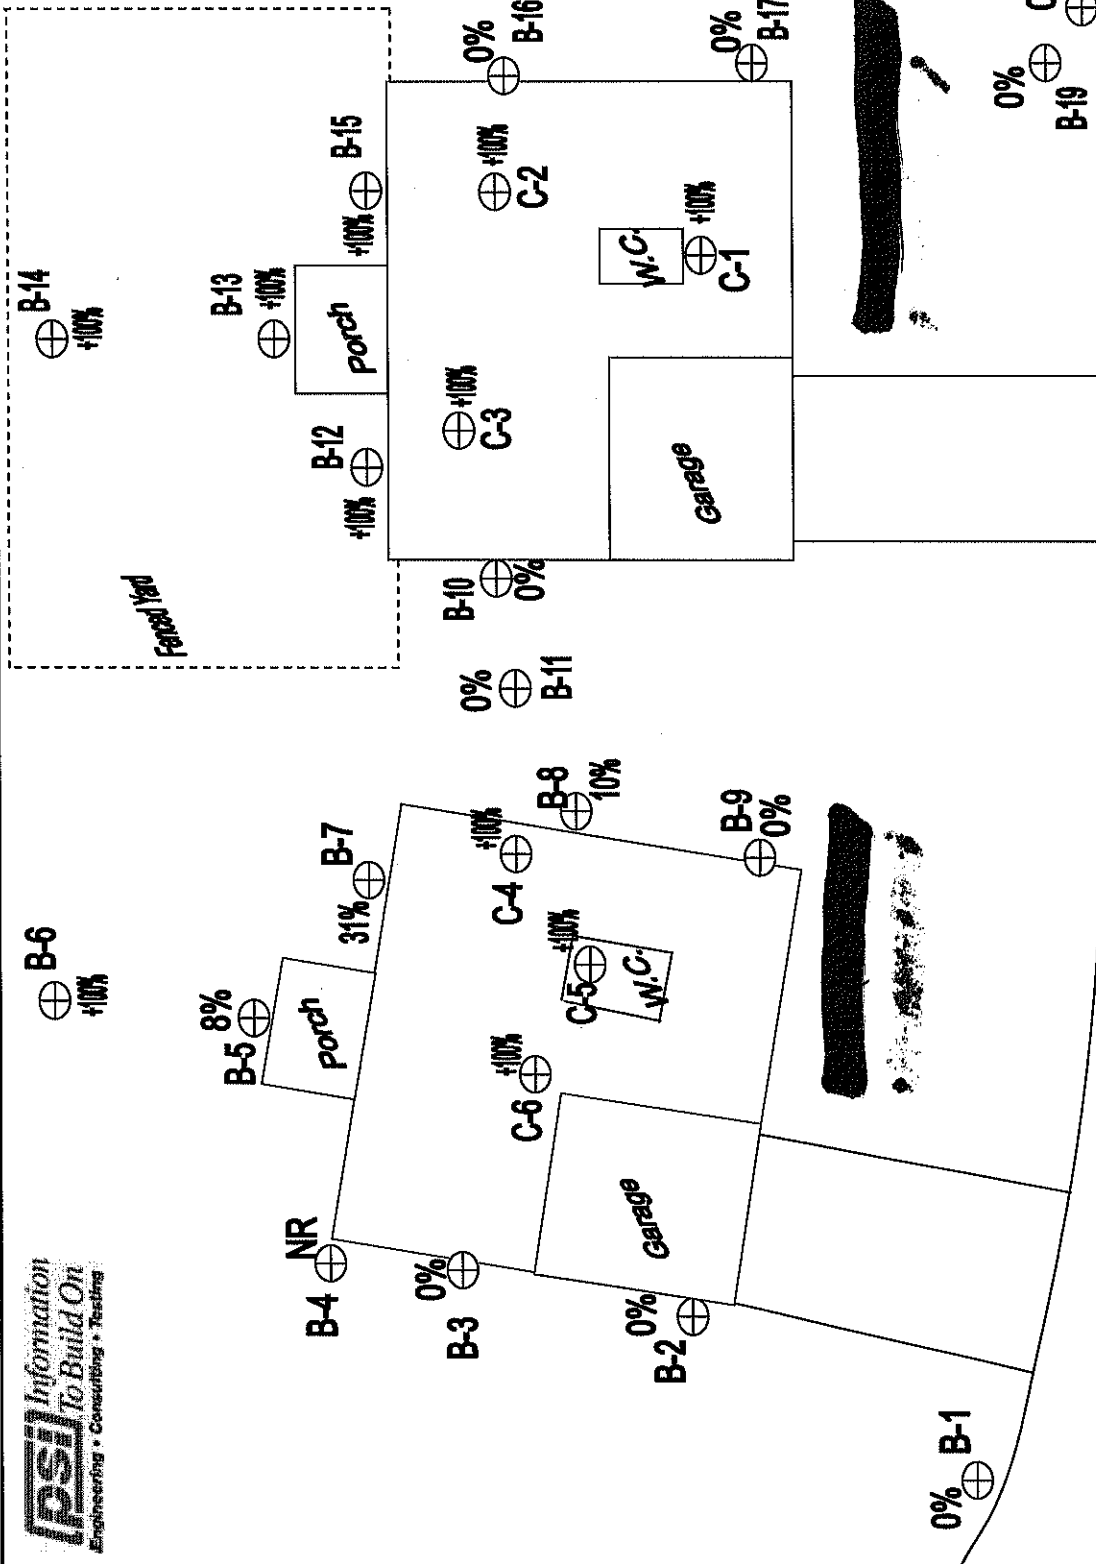 psi Information
To Build On
Engineering • Consulting • Testing
B-6
+100%
B-14
+100%
8%
B-5
Porch
B-13
+100%
Porch
Fenced Yard
NR
B-4
31%
B-7
B-12
+100%
B-15
+100%
0%
B-3
C-6
+100%
C-4
+100%
C-5
+100%
W.C.
B-8
10%
0%
B-11
B-10
0%
C-3
+100%
C-2
+100%
0%
B-16
0%
B-2
Garage
B-9
0%
Garage
W.C.
C-1
+100%
0%
B-17
0%
B-1
0%
B-19